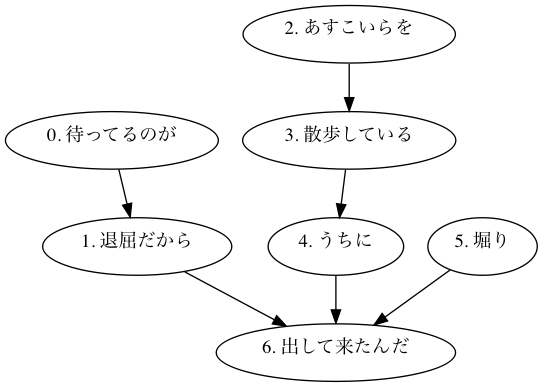 2. あすこいらを
0. 待ってるのが
3. 散歩している
1. 退屈だから
4. うちに
5. 堀り
6. 出して来たんだ